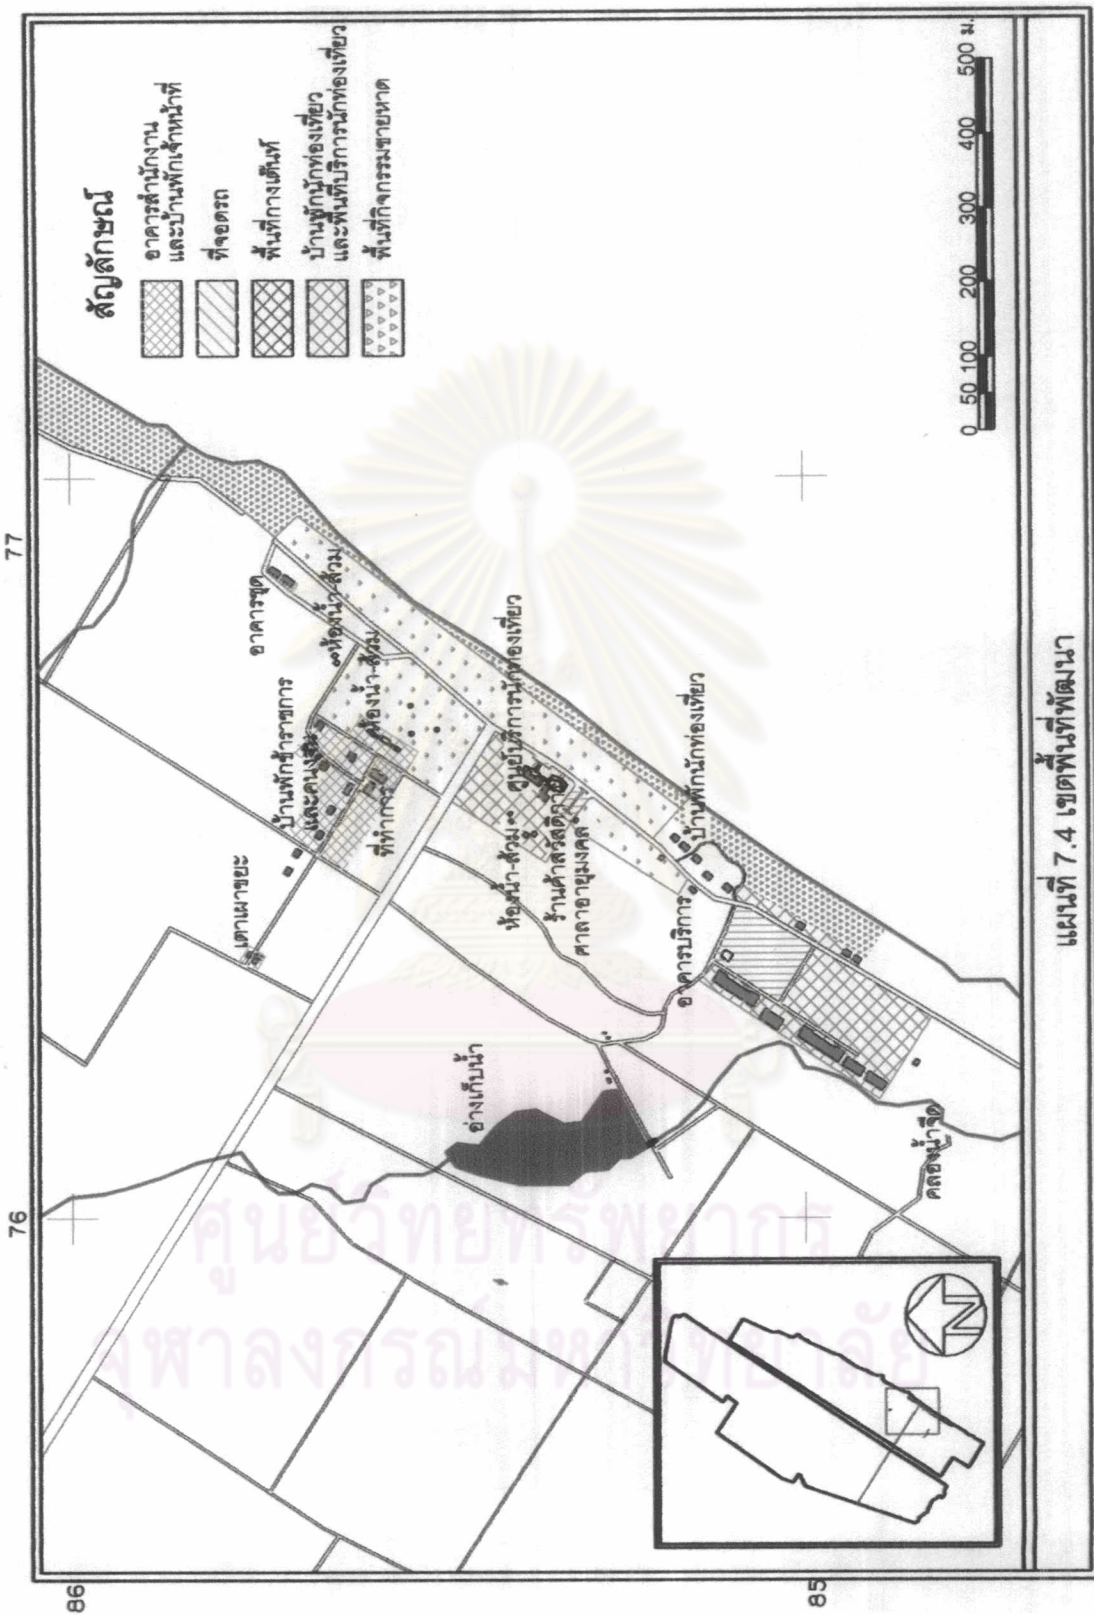 สัญลักษณ์
อาคารสำนักงาน
และบ้านพักเจ้าหน้าที่
ที่จอดรถ
พื้นที่กางเต็นท์
บ้านพักนักท่องเที่ยว
และพื้นที่บริการนักท่องเที่ยว
พื้นที่กิจกรรมชายหาด
77
76
86
85
อาคารชุด
ห้องน้ำ-ส้วม
ห้องน้ำ-ส้วม
บ้านพักข้าราชการ
และคนงาน
ที่ทำการ
เตาเผาขยะ
ศูนย์บริการนักท่องเที่ยว
ห้องน้ำ-ส้วม
ร้านค้าสวัสดิการ
ศาลาอายุมงคล
บ้านพักนักท่องเที่ยว
อาคารบริการ
อ่างเก็บน้ำ
คลองน้ำจืด
0 50 100 200 300 400 500 ม.
N
ศูนย์วิทยทรัพยากร
จุฬาลงกรณ์มหาวิทยาลัย
แผนที่ 7.4 เขตพื้นที่พัฒนา